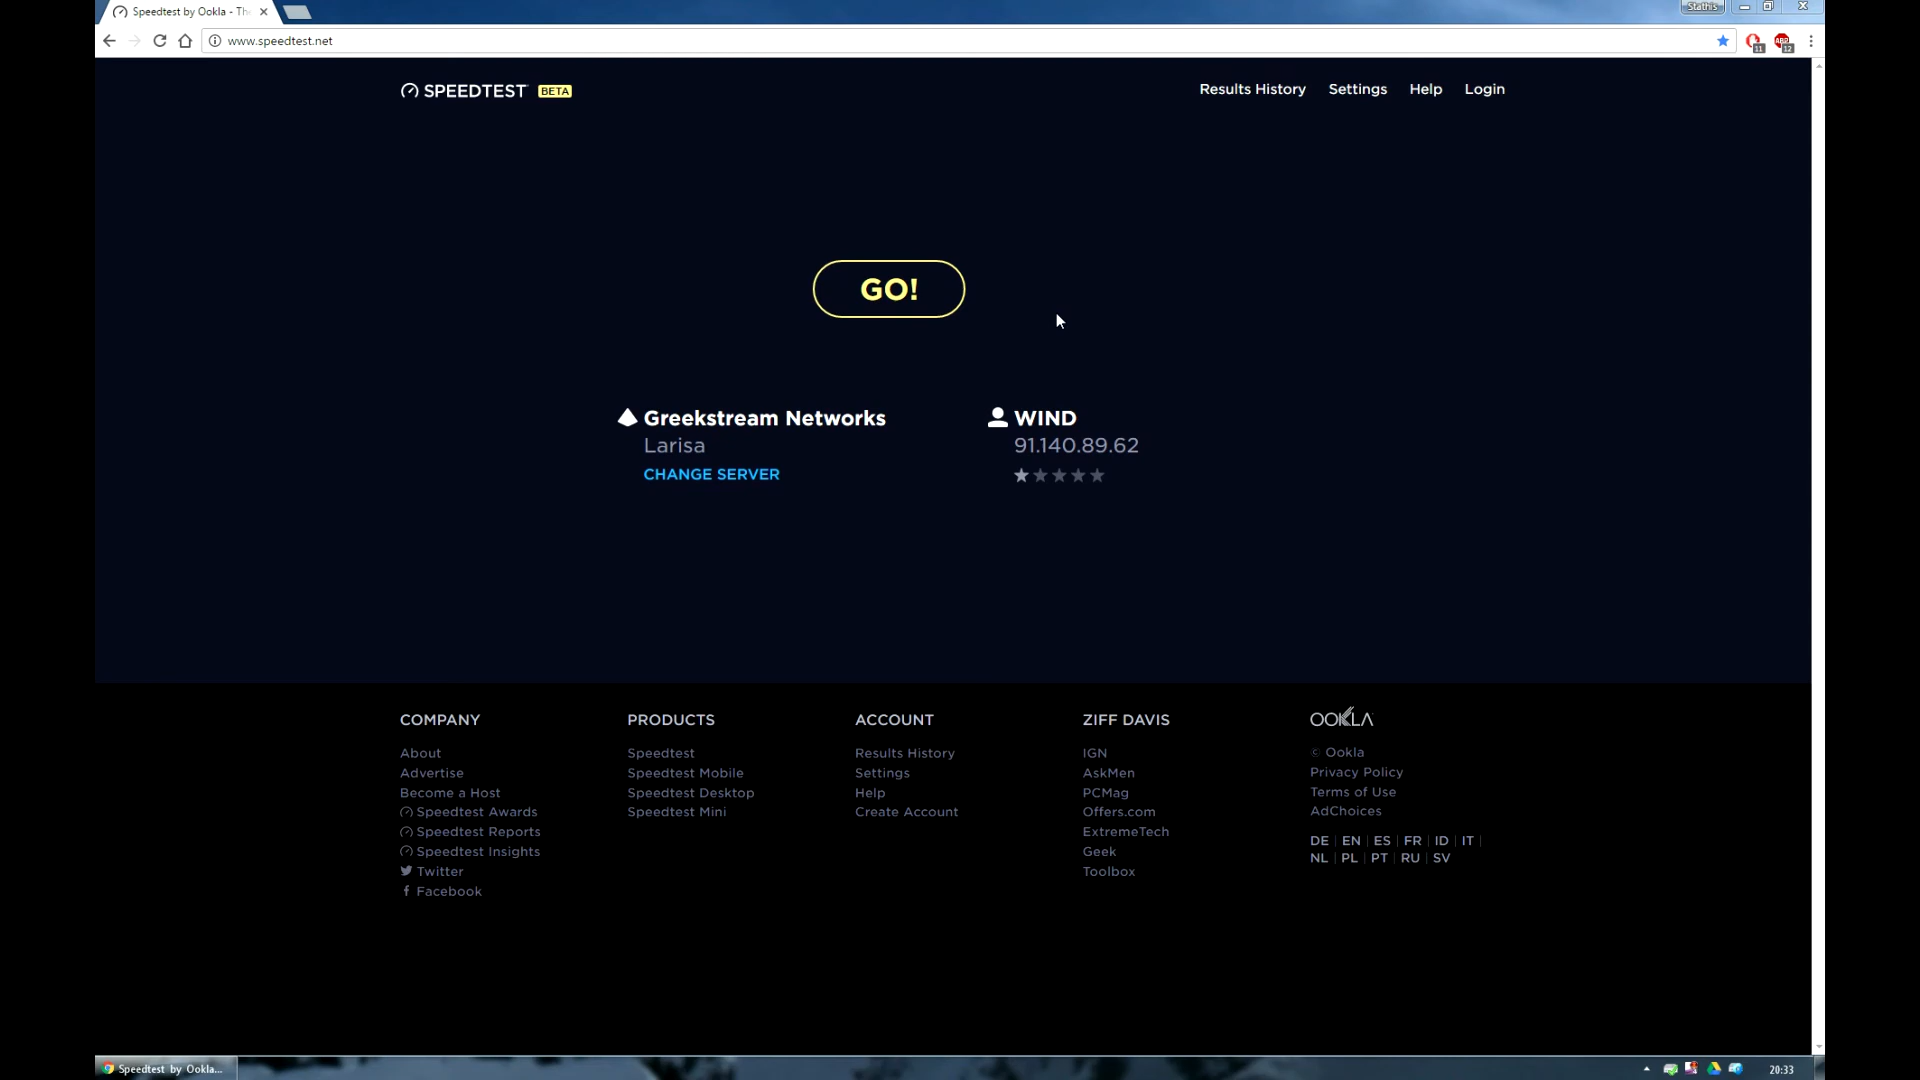 Speedtest by Ookla - Th
Stathis
www.speedtest.net
11
12
SPEEDTEST BETA
Results History Settings Help Login
GO!
Greekstream Networks
Larisa
CHANGE SERVER
WIND
91.140.89.62
COMPANY
About
Advertise
Become a Host
Speedtest Awards
Speedtest Reports
Speedtest Insights
Twitter
Facebook
PRODUCTS
Speedtest
Speedtest Mobile
Speedtest Desktop
Speedtest Mini
ACCOUNT
Results History
Settings
Help
Create Account
ZIFF DAVIS
IGN
AskMen
PCMag
Offers.com
ExtremeTech
Geek
Toolbox
OOKLA
© Ookla
Privacy Policy
Terms of Use
AdChoices
DE | EN | ES | FR | ID | IT |
NL | PL | PT | RU | SV
Speedtest by Ookla...
20:33